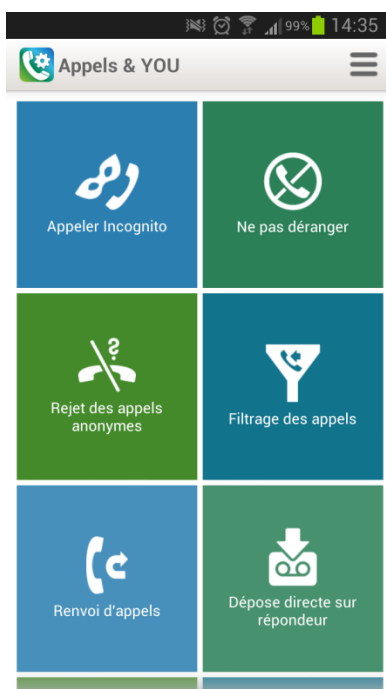 99% 14:35
Appels & YOU
Appeler Incognito
Ne pas déranger
Rejet des appels
anonymes
Filtrage des appels
Renvoi d'appels
Dépose directe sur
répondeur